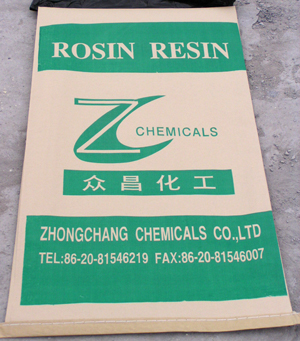 ROSIN RESIN
Z CHEMICALS
众昌化工
ZHONGCHANG CHEMICALS CO.,LTD
TEL:86-20-81546219 FAX:86-20-81546007